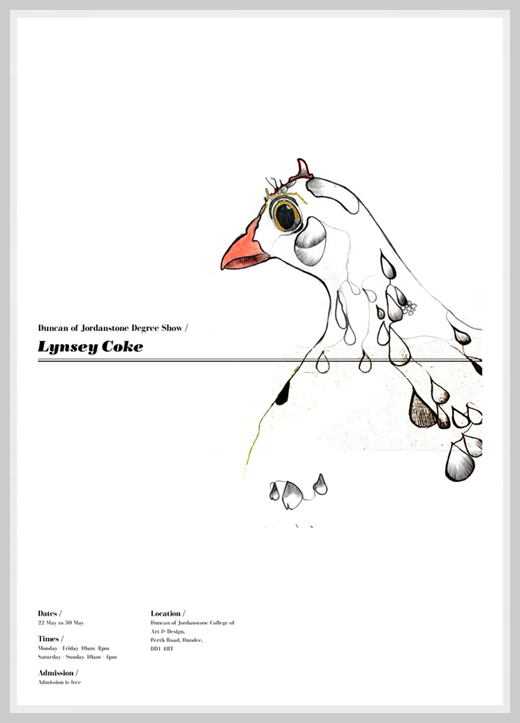 Duncan of Jordanstone Degree Show /
Lynsey Coke
Dates /
22 May to 30 May
Times /
Monday - Friday 10am - 8pm
Saturday - Sunday 10am - 4pm
Admission /
Admission is free
Location /
Duncan of Jordanstone College of
Art & Design,
Perth Road, Dundee,
DD1 4HT